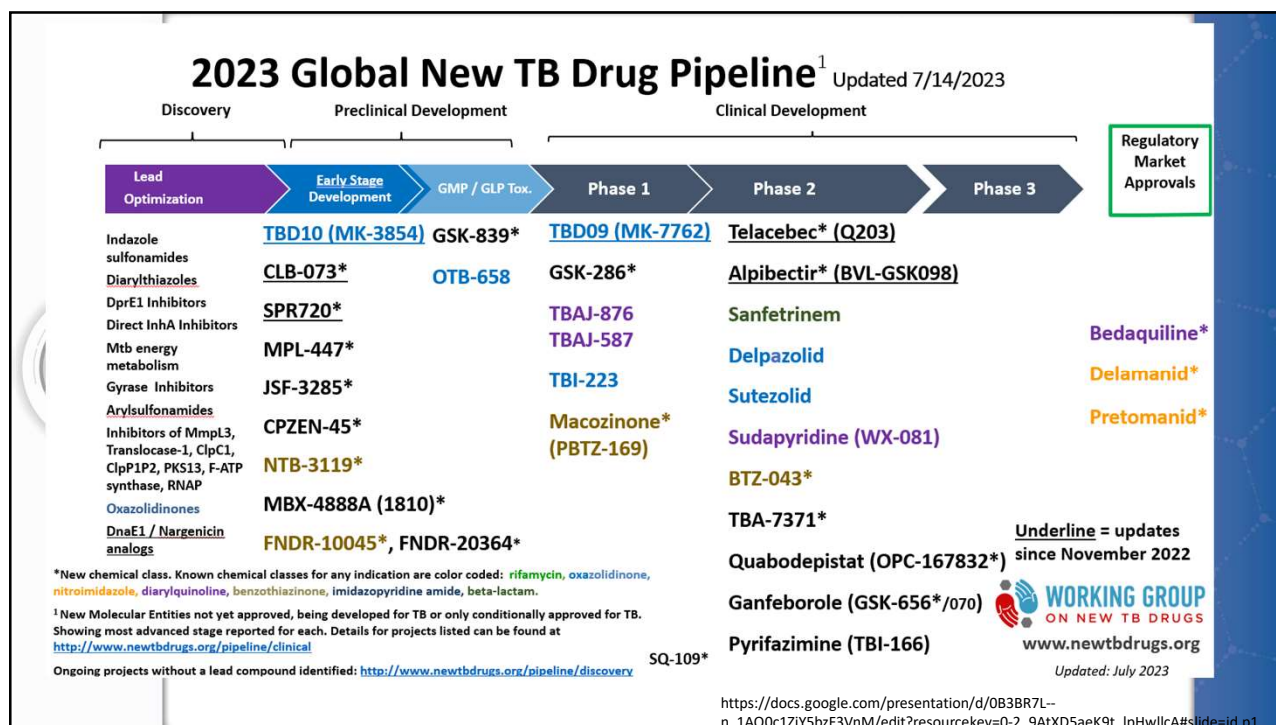 2023 Global New TB Drug Pipeline1 Updated 7/14/2023
Discovery
Preclinical Development
Clinical Development
Regulatory
Market
Approvals
Lead
Optimization
Early Stage
Development
GMP / GLP Tox.
Phase 1
Phase 2
Phase 3
Indazole
sulfonamides
Diarylthiazoles
DprE1 Inhibitors
Direct InhA Inhibitors
Mtb energy
metabolism
Gyrase Inhibitors
Arylsulfonamides
Inhibitors of MmpL3,
Translocase-1, ClpC1,
ClpP1P2, PKS13, F-ATP
synthase, RNAP
Oxazolidinones
DnaE1 / Nargenicin
analogs
TBD10 (MK-3854)
CLB-073*
SPR720*
MPL-447*
JSF-3285*
CPZEN-45*
NTB-3119*
MBX-4888A (1810)*
FNDR-10045*, FNDR-20364*
GSK-839*
OTB-658
TBD09 (MK-7762)
GSK-286*
TBAJ-876
TBAJ-587
TBI-223
Macozinone*
(PBTZ-169)
Telacebec* (Q203)
Alpibectir* (BVL-GSK098)
Sanfetrinem
Delpazolid
Sutezolid
Sudapyridine (WX-081)
BTZ-043*
TBA-7371*
Quabodepistat (OPC-167832*)
Ganfeborole (GSK-656*/070)
Pyrifazimine (TBI-166)
SQ-109*
Bedaquiline*
Delamanid*
Pretomanid*
Underline = updates
since November 2022
WORKING GROUP
ON NEW TB DRUGS
www.newtbdrugs.org
Updated: July 2023
*New chemical class. Known chemical classes for any indication are color coded: rifamycin, oxazolidinone,
nitroimidazole, diarylquinoline, benzothiazinone, imidazopyridine amide, beta-lactam.
1 New Molecular Entities not yet approved, being developed for TB or only conditionally approved for TB.
Showing most advanced stage reported for each. Details for projects listed can be found at
http://www.newtbdrugs.org/pipeline/clinical
Ongoing projects without a lead compound identified: http://www.newtbdrugs.org/pipeline/discovery
https://docs.google.com/presentation/d/0B3BR7L--